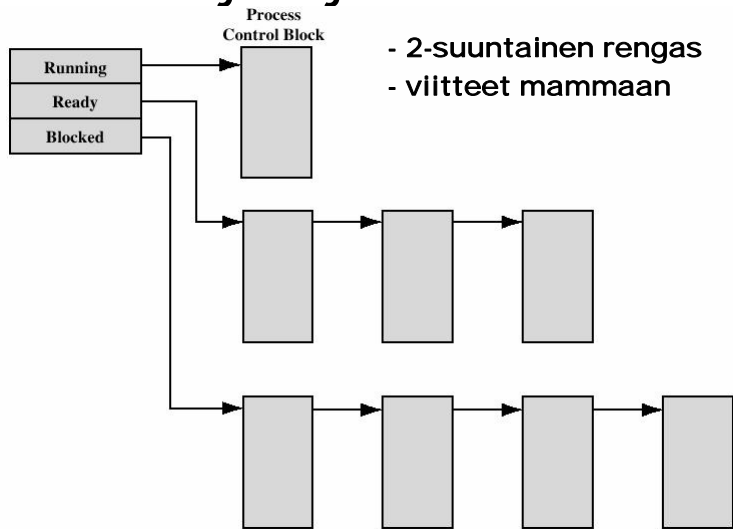 Process
Control Block
- 2-suuntainen rengas
- viitteet mammaan
Running
Ready
Blocked